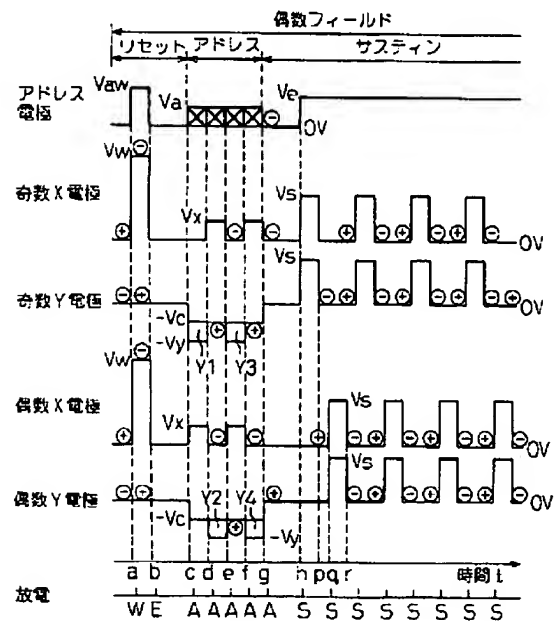 偶数フィールド
リセット アドレス サスティン
アドレス電極 Vaw Va ⊖ Ve 0V
Vw ⊖
奇数X電極 ⊕ Vx ⊖ ⊖ Vs ⊕ ⊖ ⊕ ⊖ ⊕ ⊖ ⊖ 0V
奇数Y電極 ⊖ ⊕ Vs ⊖ ⊖ ⊕ ⊖ ⊕ ⊖ ⊕ 0V
-Vc ⊕ ⊕
-Vy Y1 Y3
Vw ⊖
偶数X電極 ⊕ Vx ⊖ ⊖ ⊕ Vs ⊖ ⊕ ⊖ ⊕ ⊖ 0V
偶数Y電極 ⊖ ⊕ Y2 Y4 ⊕ Vs ⊖ ⊕ ⊖ ⊕ ⊖ 0V
-Vc ⊕ -Vy
a b c d e f g h p q r 時間 t
放電 W E A A A A A S S S S S S S S